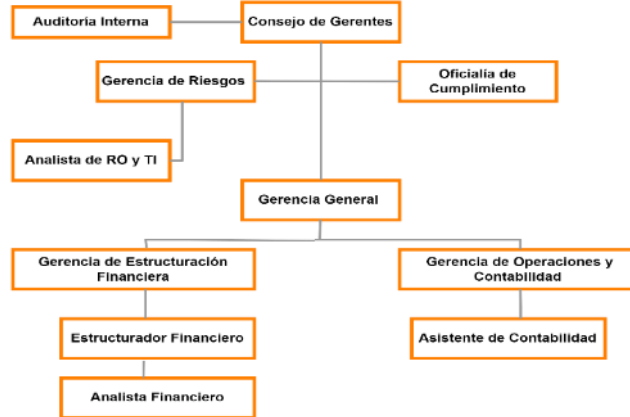 Auditoría Interna
Consejo de Gerentes
Gerencia de Riesgos
Oficialía de
Cumplimiento
Analista de RO y TI
Gerencia General
Gerencia de Estructuración
Financiera
Gerencia de Operaciones y
Contabilidad
Estructurador Financiero
Asistente de Contabilidad
Analista Financiero